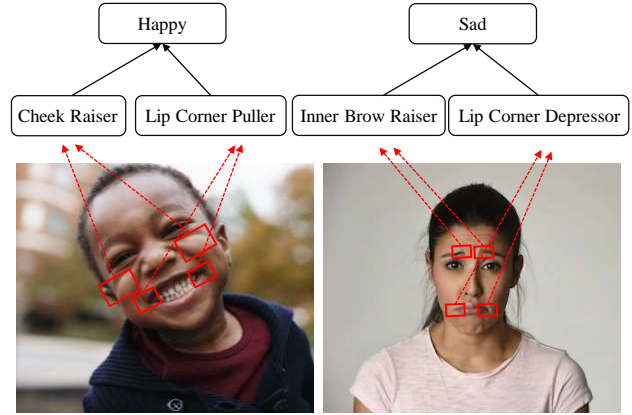 Happy
Sad
Cheek Raiser
Lip Corner Puller
Inner Brow Raiser
Lip Corner Depressor